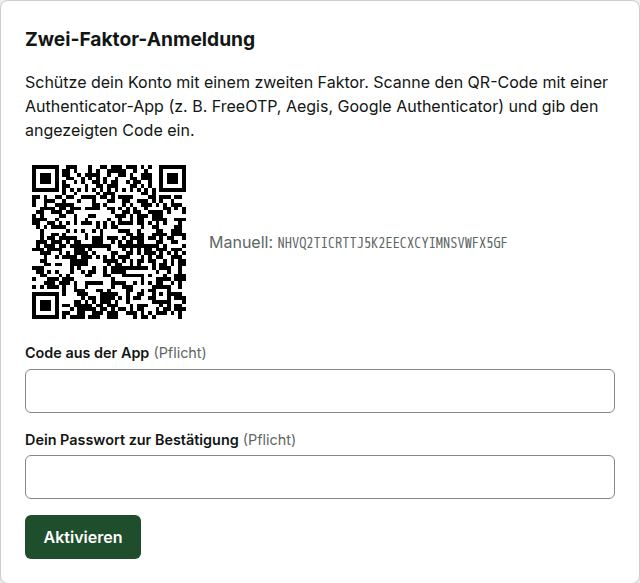 Zwei-Faktor-Anmeldung
Schütze dein Konto mit einem zweiten Faktor. Scanne den QR-Code mit einer
Authenticator-App (z. B. FreeOTP, Aegis, Google Authenticator) und gib den
angezeigten Code ein.
Manuell: NHVQ2TICRTTJ5K2EECXCYIMNSVWFX5GF
Code aus der App (Pflicht)
Dein Passwort zur Bestätigung (Pflicht)
Aktivieren